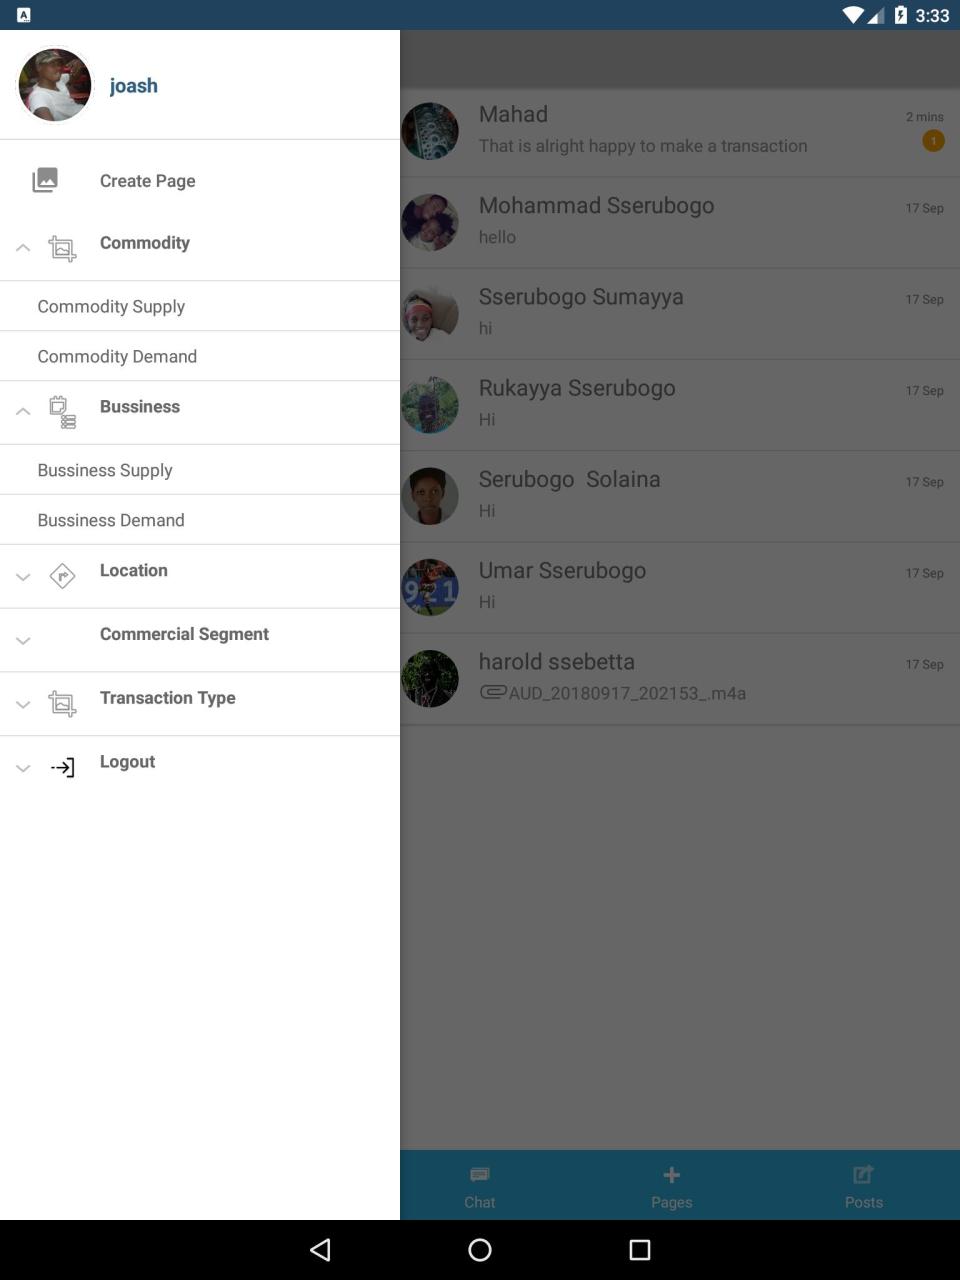 3:33
joash
Create Page
Commodity
Commodity Supply
Commodity Demand
Bussiness
Bussiness Supply
Bussiness Demand
Location
Commercial Segment
Transaction Type
Logout
Mahad
2 mins
That is alright happy to make a transaction
1
Mohammad Sserubogo
17 Sep
hello
Sserubogo Sumayya
17 Sep
hi
Rukayya Sserubogo
17 Sep
Hi
Serubogo  Solaina
17 Sep
Hi
Umar Sserubogo
17 Sep
Hi
harold ssebetta
17 Sep
AUD_20180917_202153_.m4a
Chat
Pages
Posts